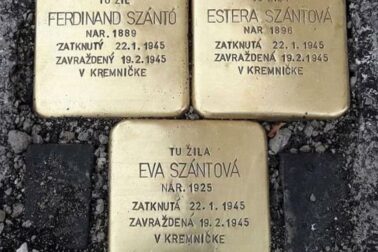 TU ŽIL
FERDINAND SZÁNTÓ
NAR. 1889
ZATKNUTÝ 22.1.1945
ZAVRAŽDENÝ 19.2.1945
V KREMNIČKE
ESTERA SZÁNTOVÁ
NAR. 1896
ZATKNUTÁ 22.1.1945
ZAVRAŽDENÁ 19.2.1945
V KREMNIČKE
TU ŽILA
EVA SZÁNTOVÁ
NAR. 1925
ZATKNUTÁ 22.1.1945
ZAVRAŽDENÁ 19.2.1945
V KREMNIČKE